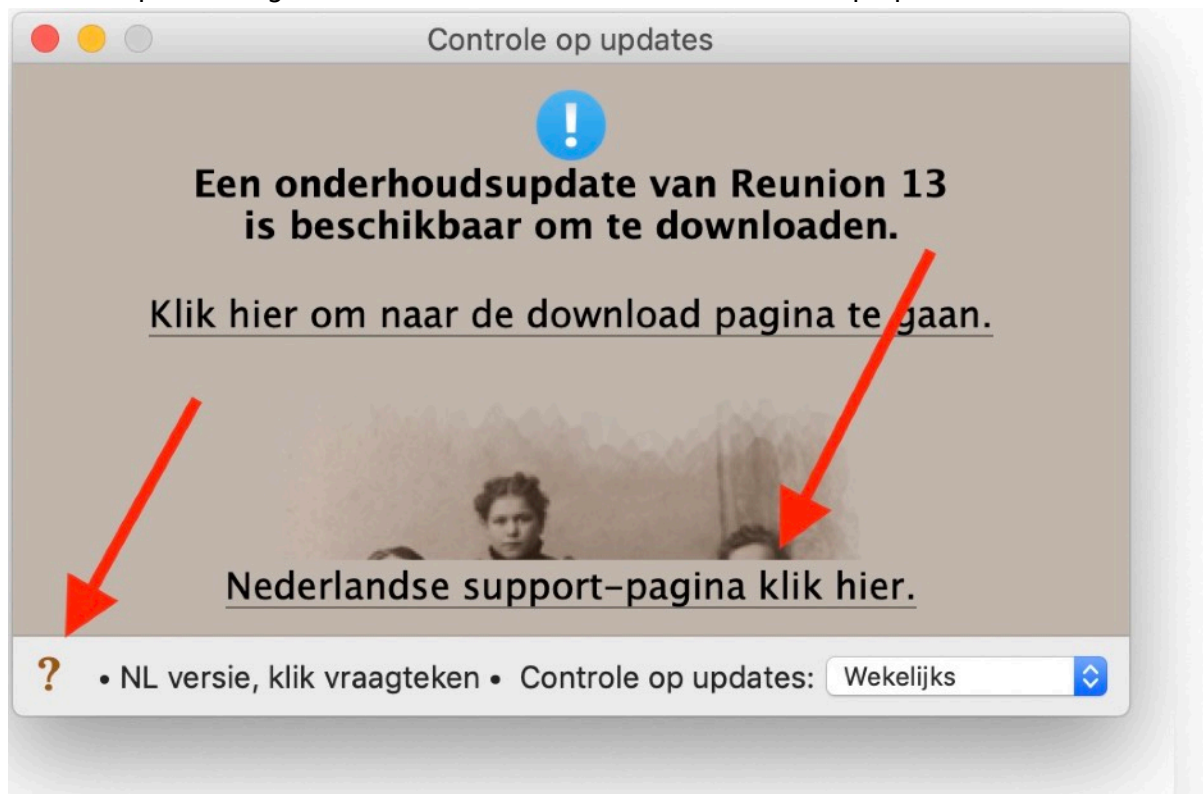 Controle op updates
Een onderhoudsupdate van Reunion 13
is beschikbaar om te downloaden.
Klik hier om naar de download pagina te gaan.
Nederlandse support-pagina klik hier.
? • NL versie, klik vraagteken • Controle op updates: Wekelijks